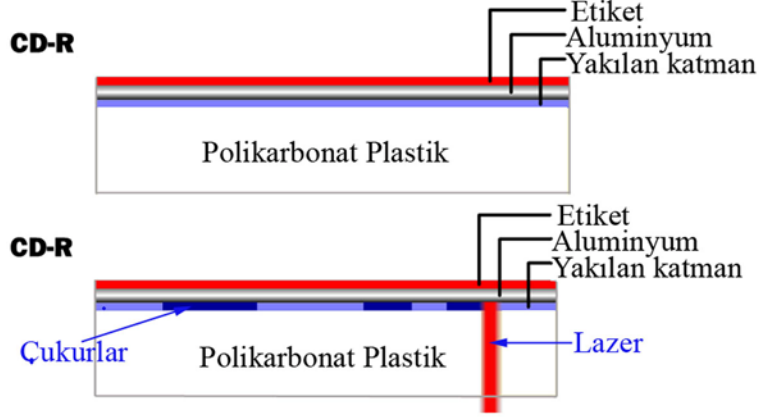 Etiket
CD-R
Aluminyum
Yakılan katman
Polikarbonat Plastik
Etiket
CD-R
Aluminyum
Yakılan katman
Çukurlar
Polikarbonat Plastik
Lazer